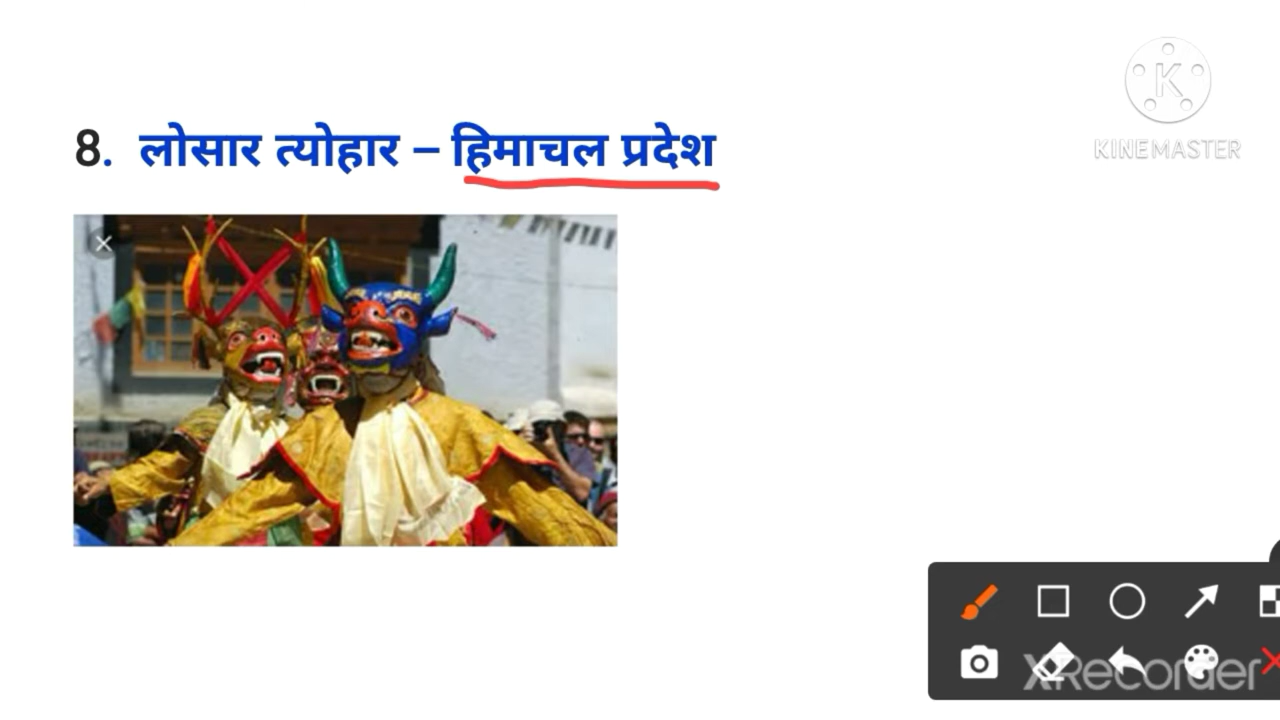 KINEMASTER
8. लोसार त्योहार – हिमाचल प्रदेश
XRecorder